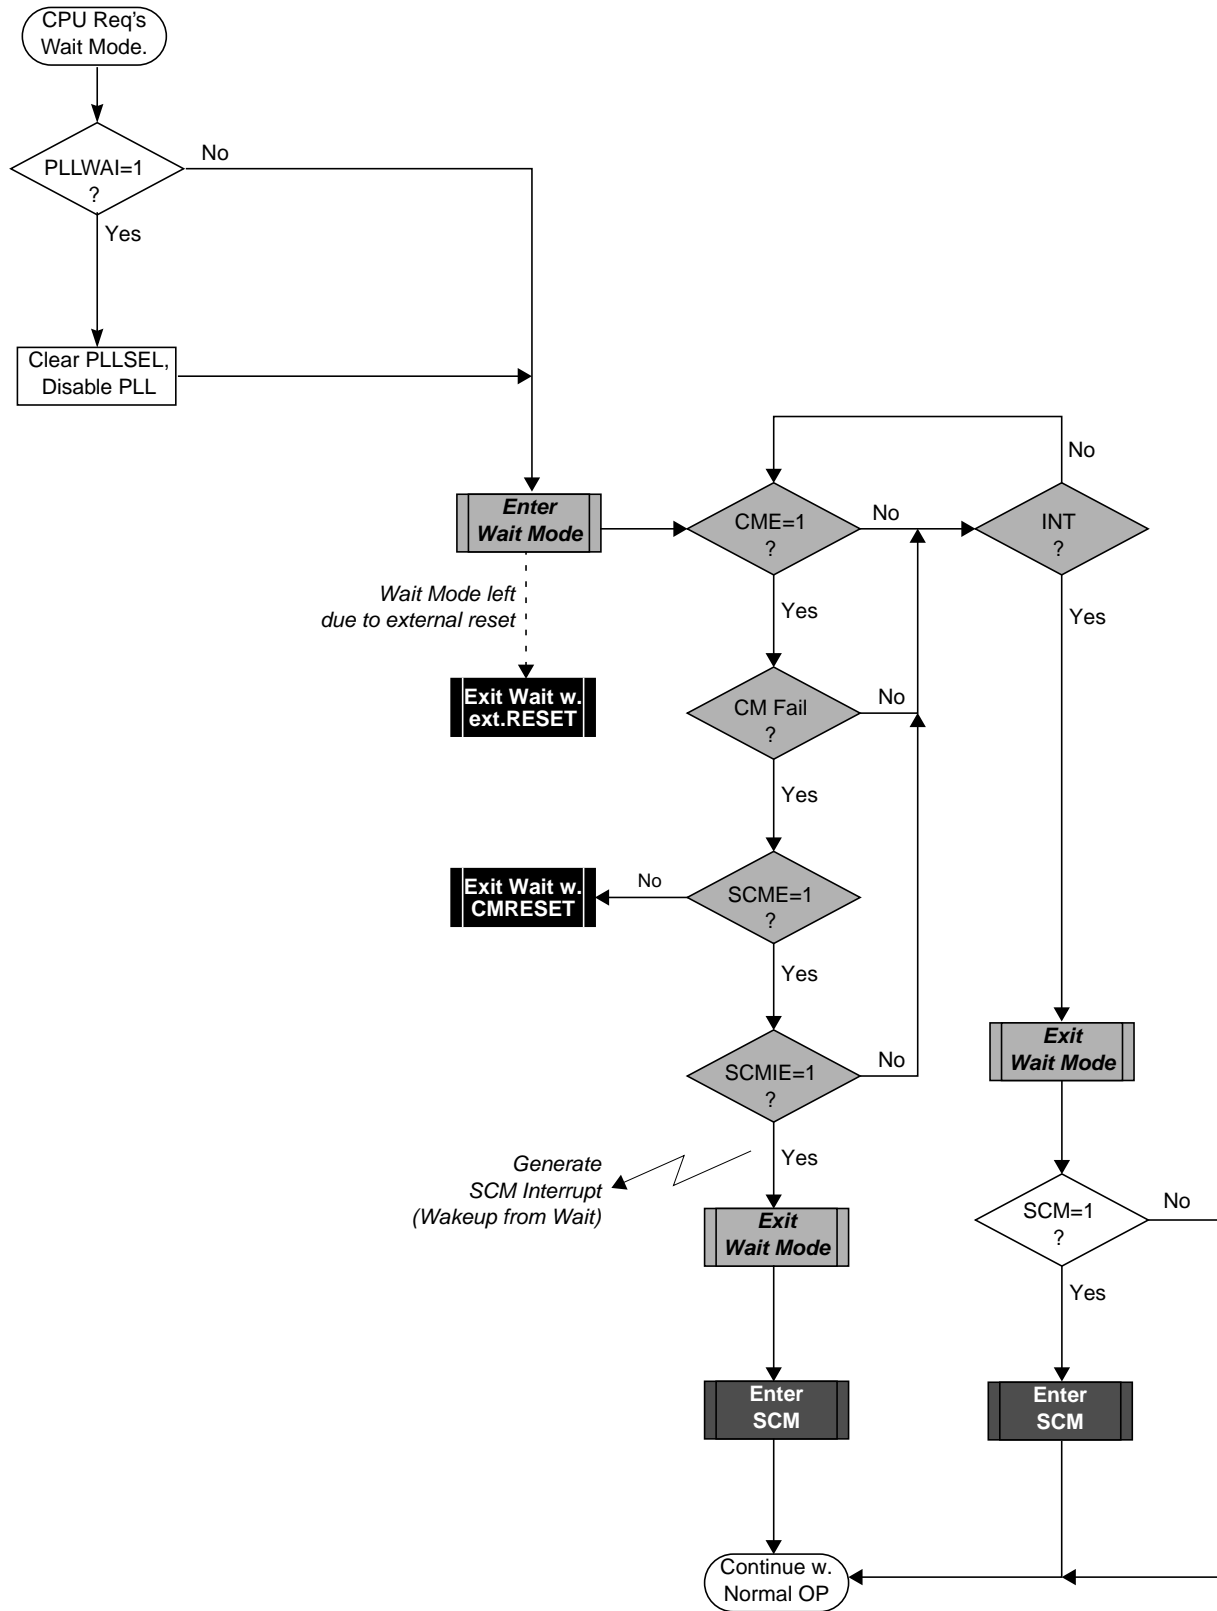 CPU Req's
Wait Mode.
PLLWAI=1
?
No
Yes
Clear PLLSEL,
Disable PLL
Enter
Wait Mode
Wait Mode left
due to external reset
Exit Wait w.
ext.RESET
CME=1
?
No
Yes
INT
?
No
Yes
CM Fail
?
No
Yes
SCME=1
?
No
Yes
Exit Wait w.
CMRESET
SCMIE=1
?
No
Yes
Generate
SCM Interrupt
(Wakeup from Wait)
Exit
Wait Mode
Enter
SCM
Exit
Wait Mode
SCM=1
?
No
Yes
Enter
SCM
Continue w.
Normal OP